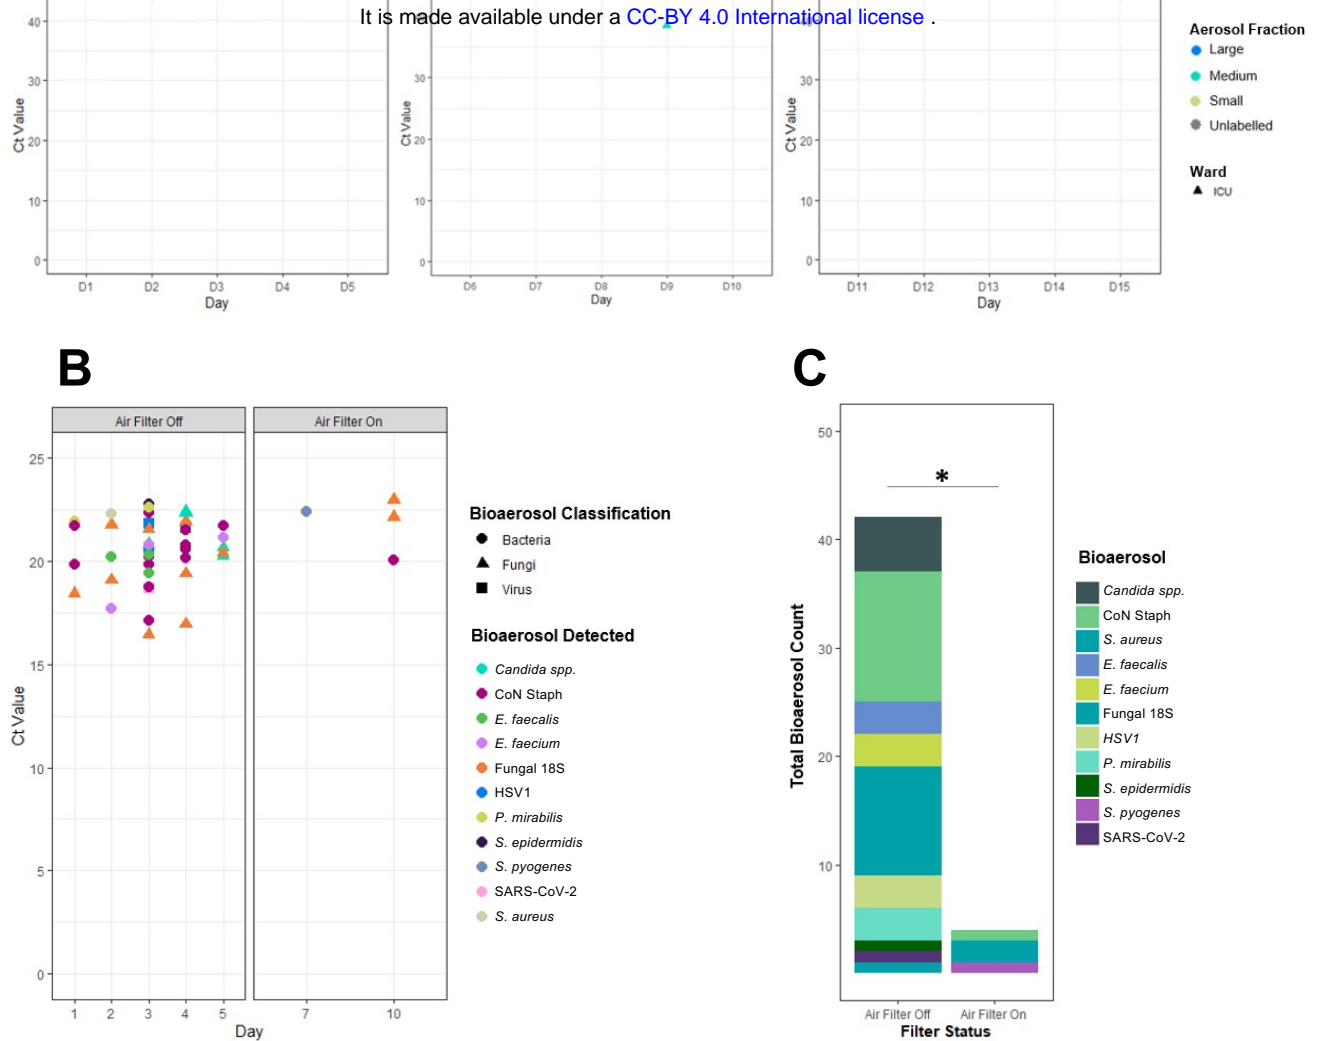 It is made available under a CC-BY 4.0 International license .
40
30
20
10
0
Ct Value
D1 D2 D3 D4 D5
Day
30
20
10
0
Ct Value
D6 D7 D8 D9 D10
Day
40
30
20
10
0
Ct Value
D11 D12 D13 D14 D15
Day
Aerosol Fraction
Large
Medium
Small
Unlabelled
Ward
ICU
B
Air Filter Off
Air Filter On
25
20
15
10
5
0
Ct Value
1 2 3 4 5
7 10
Day
Bioaerosol Classification
Bacteria
Fungi
Virus
Bioaerosol Detected
Candida spp.
CoN Staph
E. faecalis
E. faecium
Fungal 18S
HSV1
P. mirabilis
S. epidermidis
S. pyogenes
SARS-CoV-2
S. aureus
C
50
40
30
20
10
Total Bioaerosol Count
*
Air Filter Off
Air Filter On
Filter Status
Bioaerosol
Candida spp.
CoN Staph
S. aureus
E. faecalis
E. faecium
Fungal 18S
HSV1
P. mirabilis
S. epidermidis
S. pyogenes
SARS-CoV-2